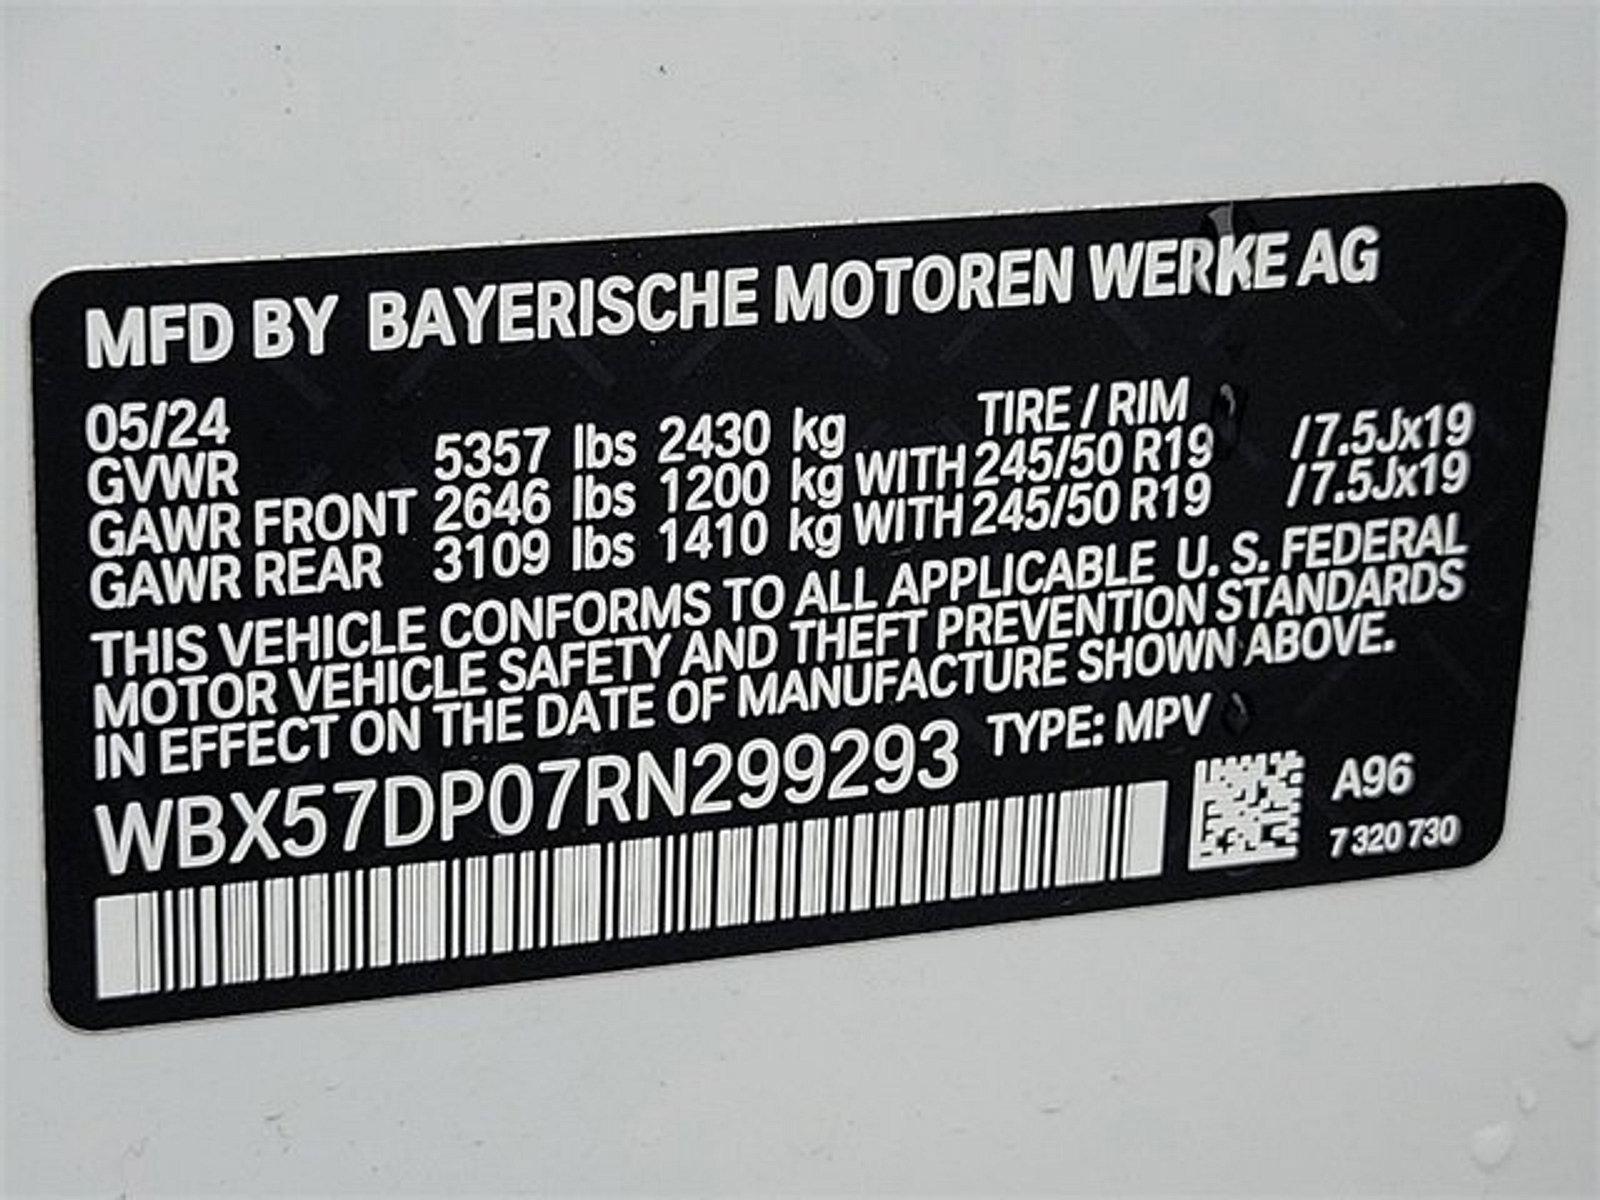 MFD BY BAYERISCHE MOTOREN WERKE AG
05/24 TIRE / RIM
GVWR 5357 lbs 2430 kg
GAWR FRONT 2646 lbs 1200 kg WITH 245/50 R19 /7.5Jx19
GAWR REAR 3109 lbs 1410 kg WITH 245/50 R19 /7.5Jx19
THIS VEHICLE CONFORMS TO ALL APPLICABLE U. S. FEDERAL
MOTOR VEHICLE SAFETY AND THEFT PREVENTION STANDARDS
IN EFFECT ON THE DATE OF MANUFACTURE SHOWN ABOVE.
WBX57DP07RN299293 TYPE: MPV
A96
7 320 730